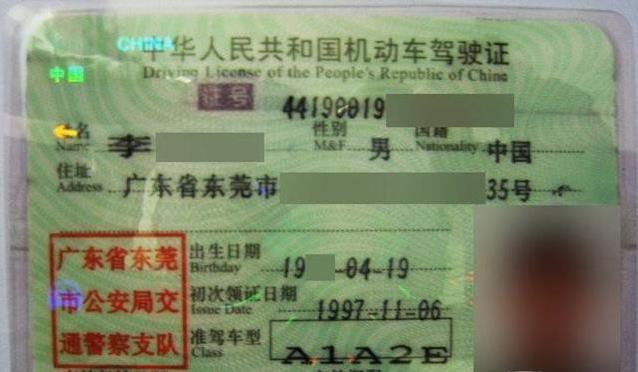 CHINA
中华人民共和国机动车驾驶证
中国
Driving License of the People's Republic of China
证号 44190019
姓名 李 性别 男 国籍 中国
Name M&F Nationality
住址 广东省东莞市 35号
Address
广东省东莞
市公安局交
通警察支队
出生日期 19 -04-19
Birthday
初次领证日期 1997-11-06
Issue Date
准驾车型 A1A2E
Class